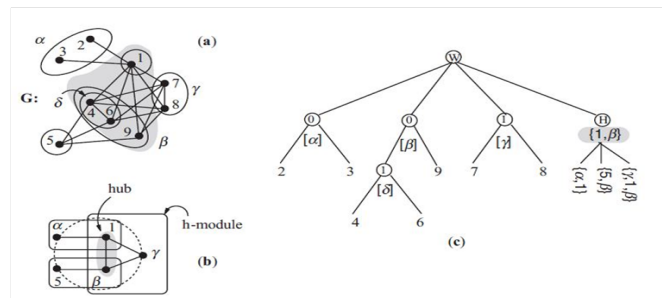 α
2
3
1
(a)
7
γ
8
G:
δ
4
6
9
β
5
hub
α
1
h-module
γ
5
β
(b)
W
0
0
1
H
[α]
[β]
[γ]
{1,β}
2
3
1
9
7
8
{α,1}
{5,β}
{γ,1,β}
[δ]
4
6
(c)